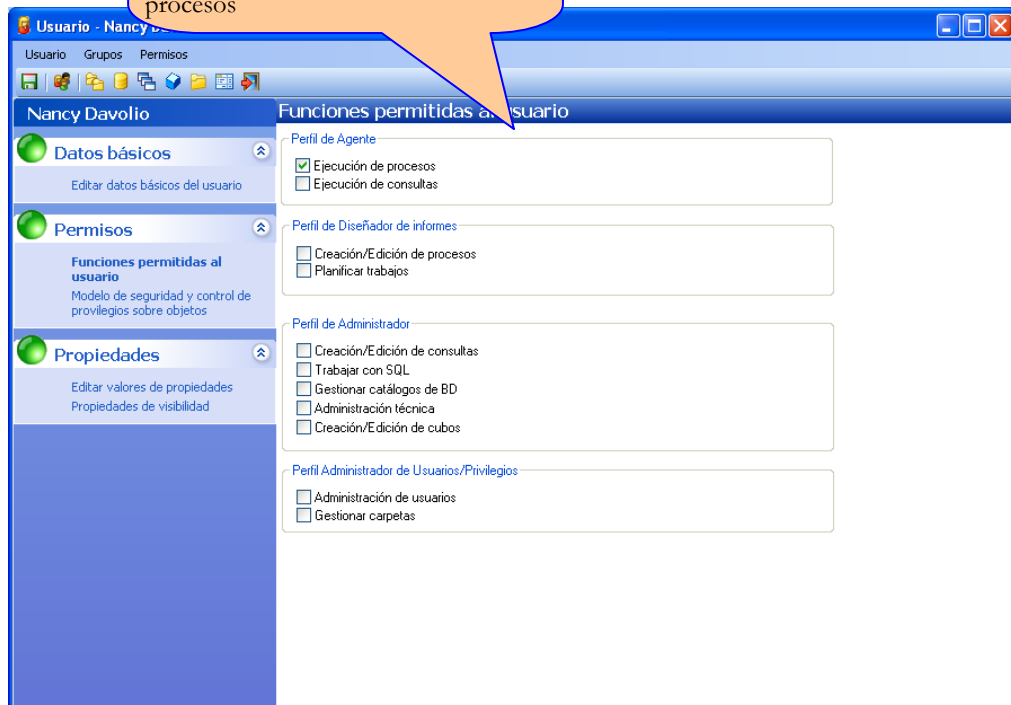 procesos
Usuario - Nancy
Usuario Grupos Permisos
Nancy Davolio
Funciones permitidas al usuario
Datos básicos
Editar datos básicos del usuario
Permisos
Funciones permitidas al
usuario
Modelo de seguridad y control de
provilegios sobre objetos
Propiedades
Editar valores de propiedades
Propiedades de visibilidad
Perfil de Agente
Ejecución de procesos
Ejecución de consultas
Perfil de Diseñador de informes
Creación/Edición de procesos
Planificar trabajos
Perfil de Administrador
Creación/Edición de consultas
Trabajar con SQL
Gestionar catálogos de BD
Administración técnica
Creación/Edición de cubos
Perfil Administrador de Usuarios/Privilegios
Administración de usuarios
Gestionar carpetas